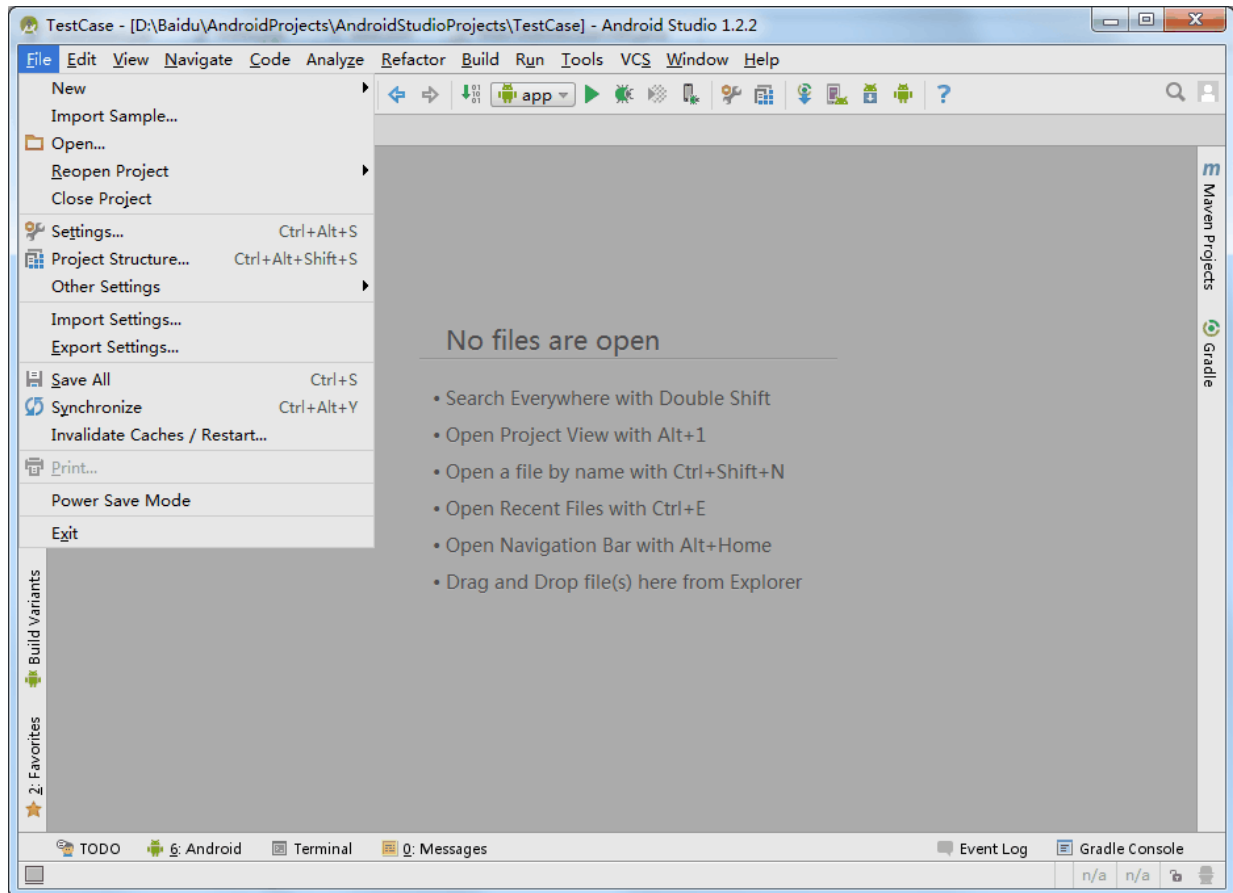 TestCase - [D:\Baidu\AndroidProjects\AndroidStudioProjects\TestCase] - Android Studio 1.2.2
File Edit View Navigate Code Analyze Refactor Build Run Tools VCS Window Help
New
Import Sample...
Open...
Reopen Project
Close Project
Settings... Ctrl+Alt+S
Project Structure... Ctrl+Alt+Shift+S
Other Settings
Import Settings...
Export Settings...
Save All Ctrl+S
Synchronize Ctrl+Alt+Y
Invalidate Caches / Restart...
Print...
Power Save Mode
Exit
app
?
No files are open
• Search Everywhere with Double Shift
• Open Project View with Alt+1
• Open a file by name with Ctrl+Shift+N
• Open Recent Files with Ctrl+E
• Open Navigation Bar with Alt+Home
• Drag and Drop file(s) here from Explorer
m Maven Projects
Gradle
Build Variants
2: Favorites
TODO 6: Android Terminal 0: Messages Event Log Gradle Console
n/a n/a